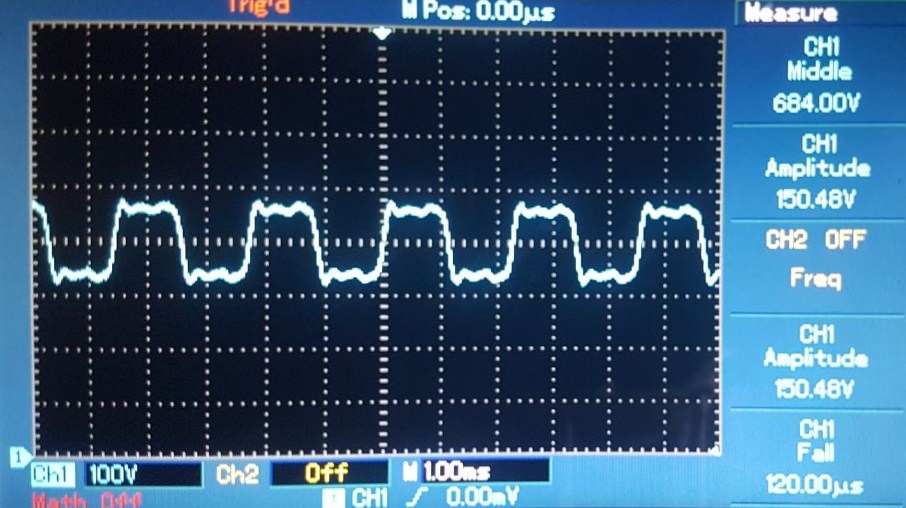 Trig'd M Pos: 0.00µs Measure
CH1
Middle
684.00V
CH1
Amplitude
150.48V
CH2 OFF
Freq
CH1
Amplitude
150.48V
CH1
Fall
120.00µs
1
Ch1 100V Ch2 Off M 1.00ms
Math Off 1 CH1 0.00mV